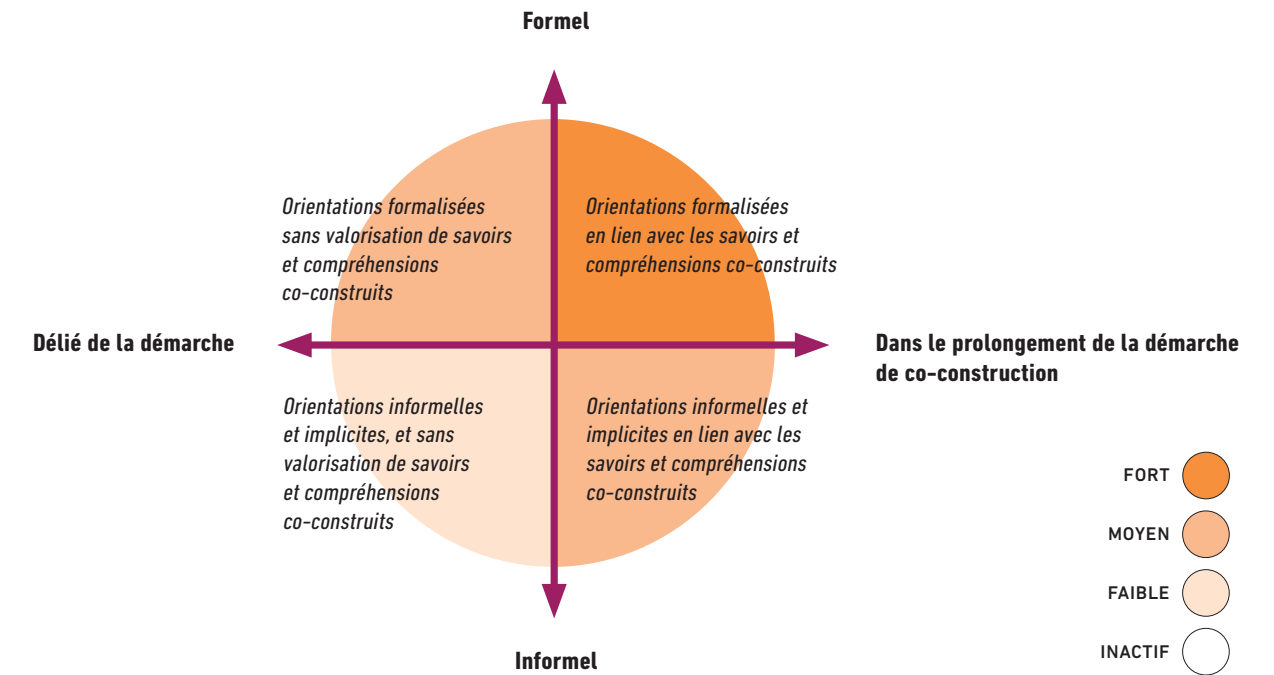 Formel
Orientations formalisées
sans valorisation de savoirs
et compréhensions
co-construits
Orientations formalisées
en lien avec les savoirs et
compréhensions co-construits
Délié de la démarche
Dans le prolongement de la démarche
de co-construction
Orientations informelles
et implicites, et sans
valorisation de savoirs
et compréhensions
co-construits
Orientations informelles et
implicites en lien avec les
savoirs et compréhensions
co-construits
Informel
FORT
MOYEN
FAIBLE
INACTIF